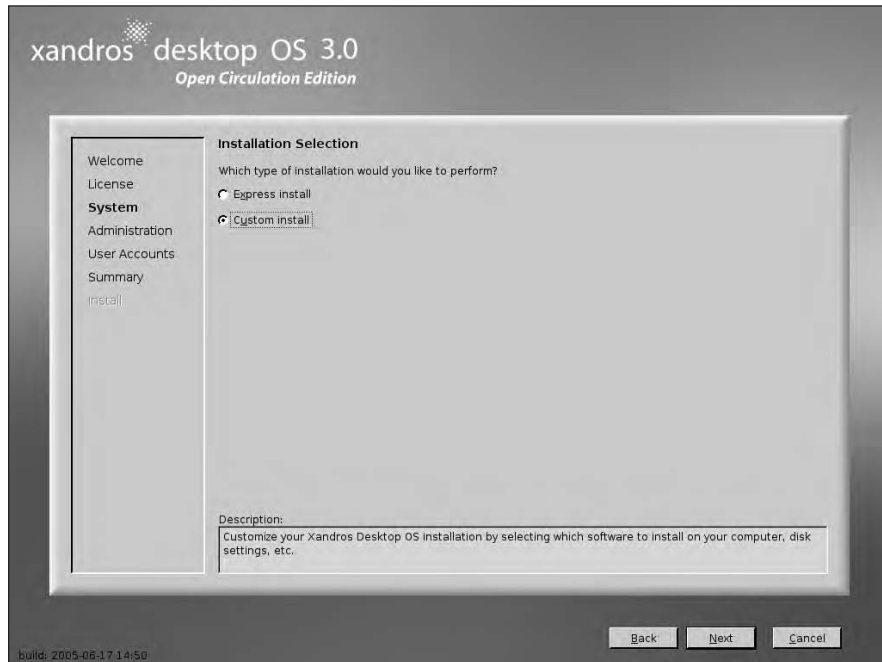 xandros desktop OS 3.0
Open Circulation Edition
Welcome
License
System
Administration
User Accounts
Summary
Install
Installation Selection
Which type of installation would you like to perform?
Express install
Custom install
Description:
Customize your Xandros Desktop OS installation by selecting which software to install on your computer, disk
settings, etc.
Back
Next
Cancel
build: 2005-06-17 14:50